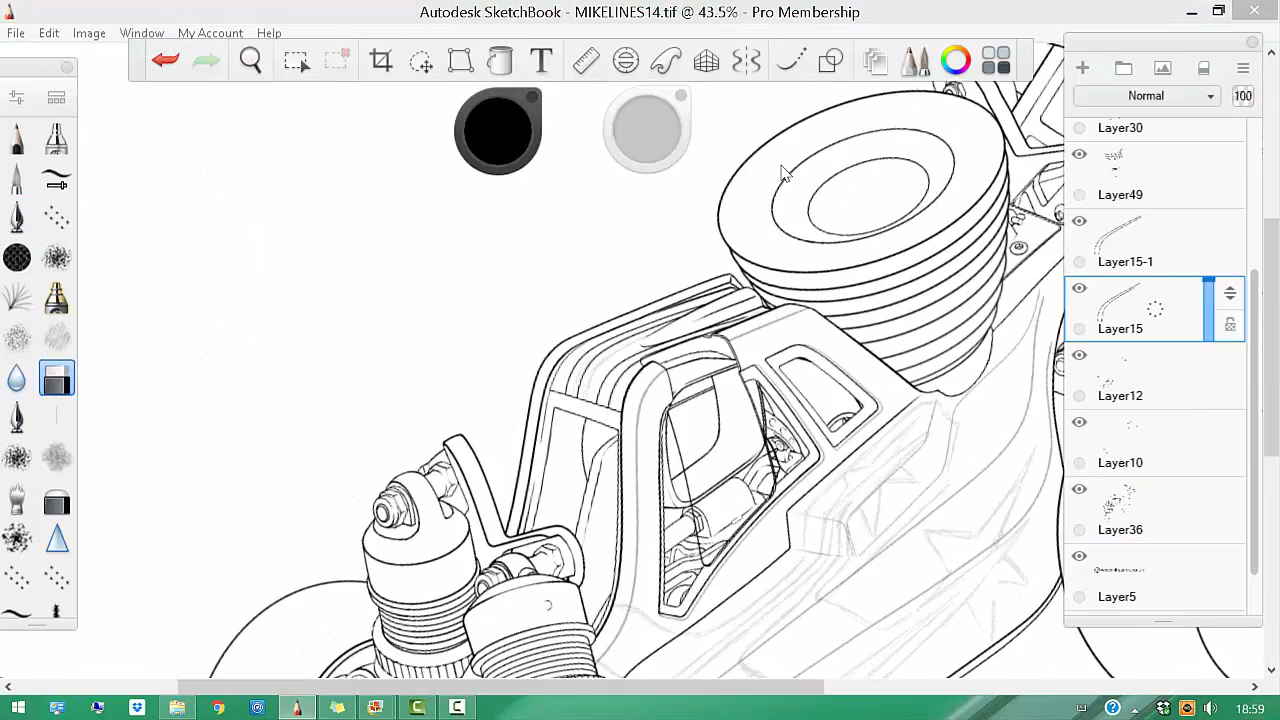 Autodesk SketchBook - MIKELINES14.tif @ 43.5% - Pro Membership
File Edit Image Window My Account Help
T
Normal 100
Layer30
Layer49
Layer15-1
Layer15
Layer12
Layer10
Layer36
Layer5
18:59